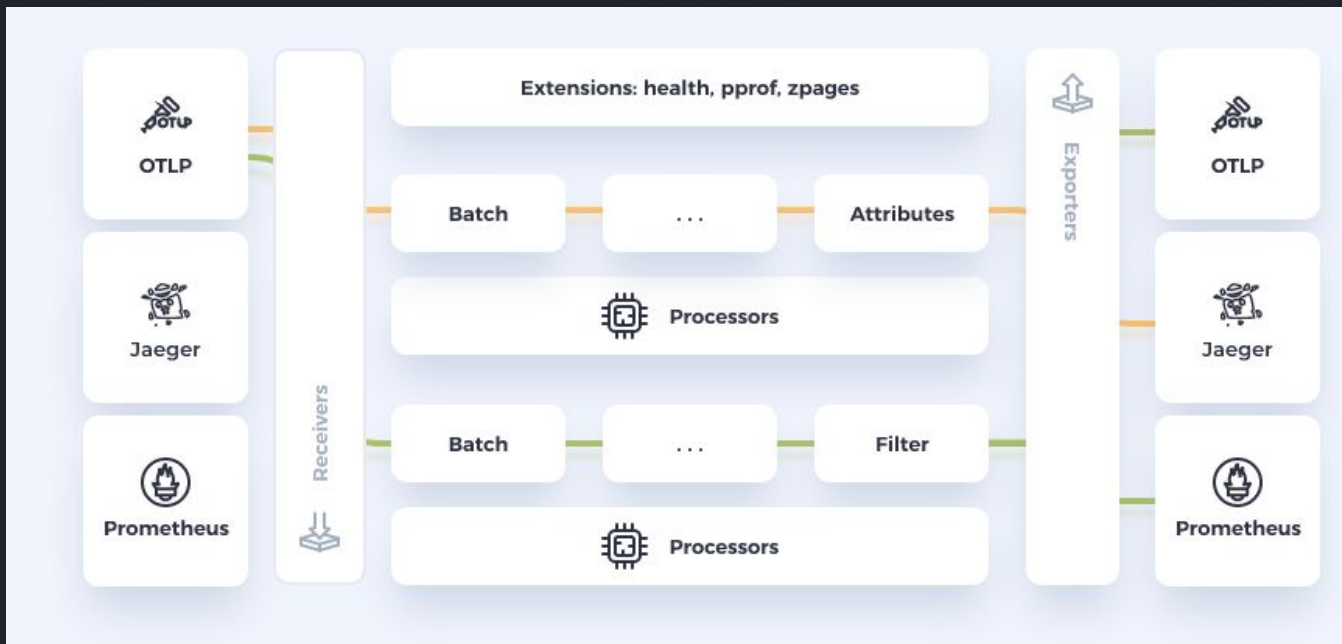 OTLP
OTLP
Jaeger
Prometheus
Receivers
Extensions: health, pprof, zpages
Batch
...
Attributes
Processors
Batch
...
Filter
Processors
Exporters
OTLP
OTLP
Jaeger
Prometheus